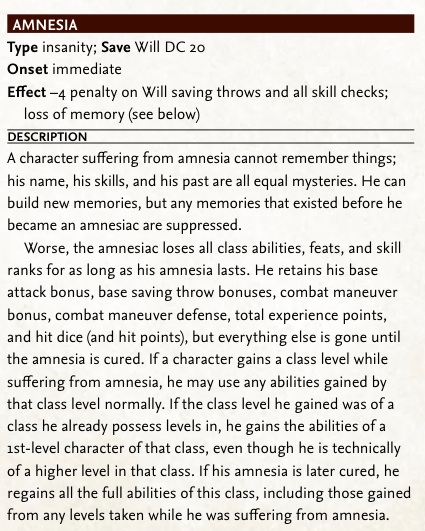 AMNESIA
Type insanity; Save Will DC 20
Onset immediate
Effect –4 penalty on Will saving throws and all skill checks;
loss of memory (see below)
DESCRIPTION
A character suffering from amnesia cannot remember things;
his name, his skills, and his past are all equal mysteries. He can
build new memories, but any memories that existed before he
became an amnesiac are suppressed.
Worse, the amnesiac loses all class abilities, feats, and skill
ranks for as long as his amnesia lasts. He retains his base
attack bonus, base saving throw bonuses, combat maneuver
bonus, combat maneuver defense, total experience points,
and hit dice (and hit points), but everything else is gone until
the amnesia is cured. If a character gains a class level while
suffering from amnesia, he may use any abilities gained by
that class level normally. If the class level he gained was of a
class he already possess levels in, he gains the abilities of a
1st-level character of that class, even though he is technically
of a higher level in that class. If his amnesia is later cured, he
regains all the full abilities of this class, including those gained
from any levels taken while he was suffering from amnesia.